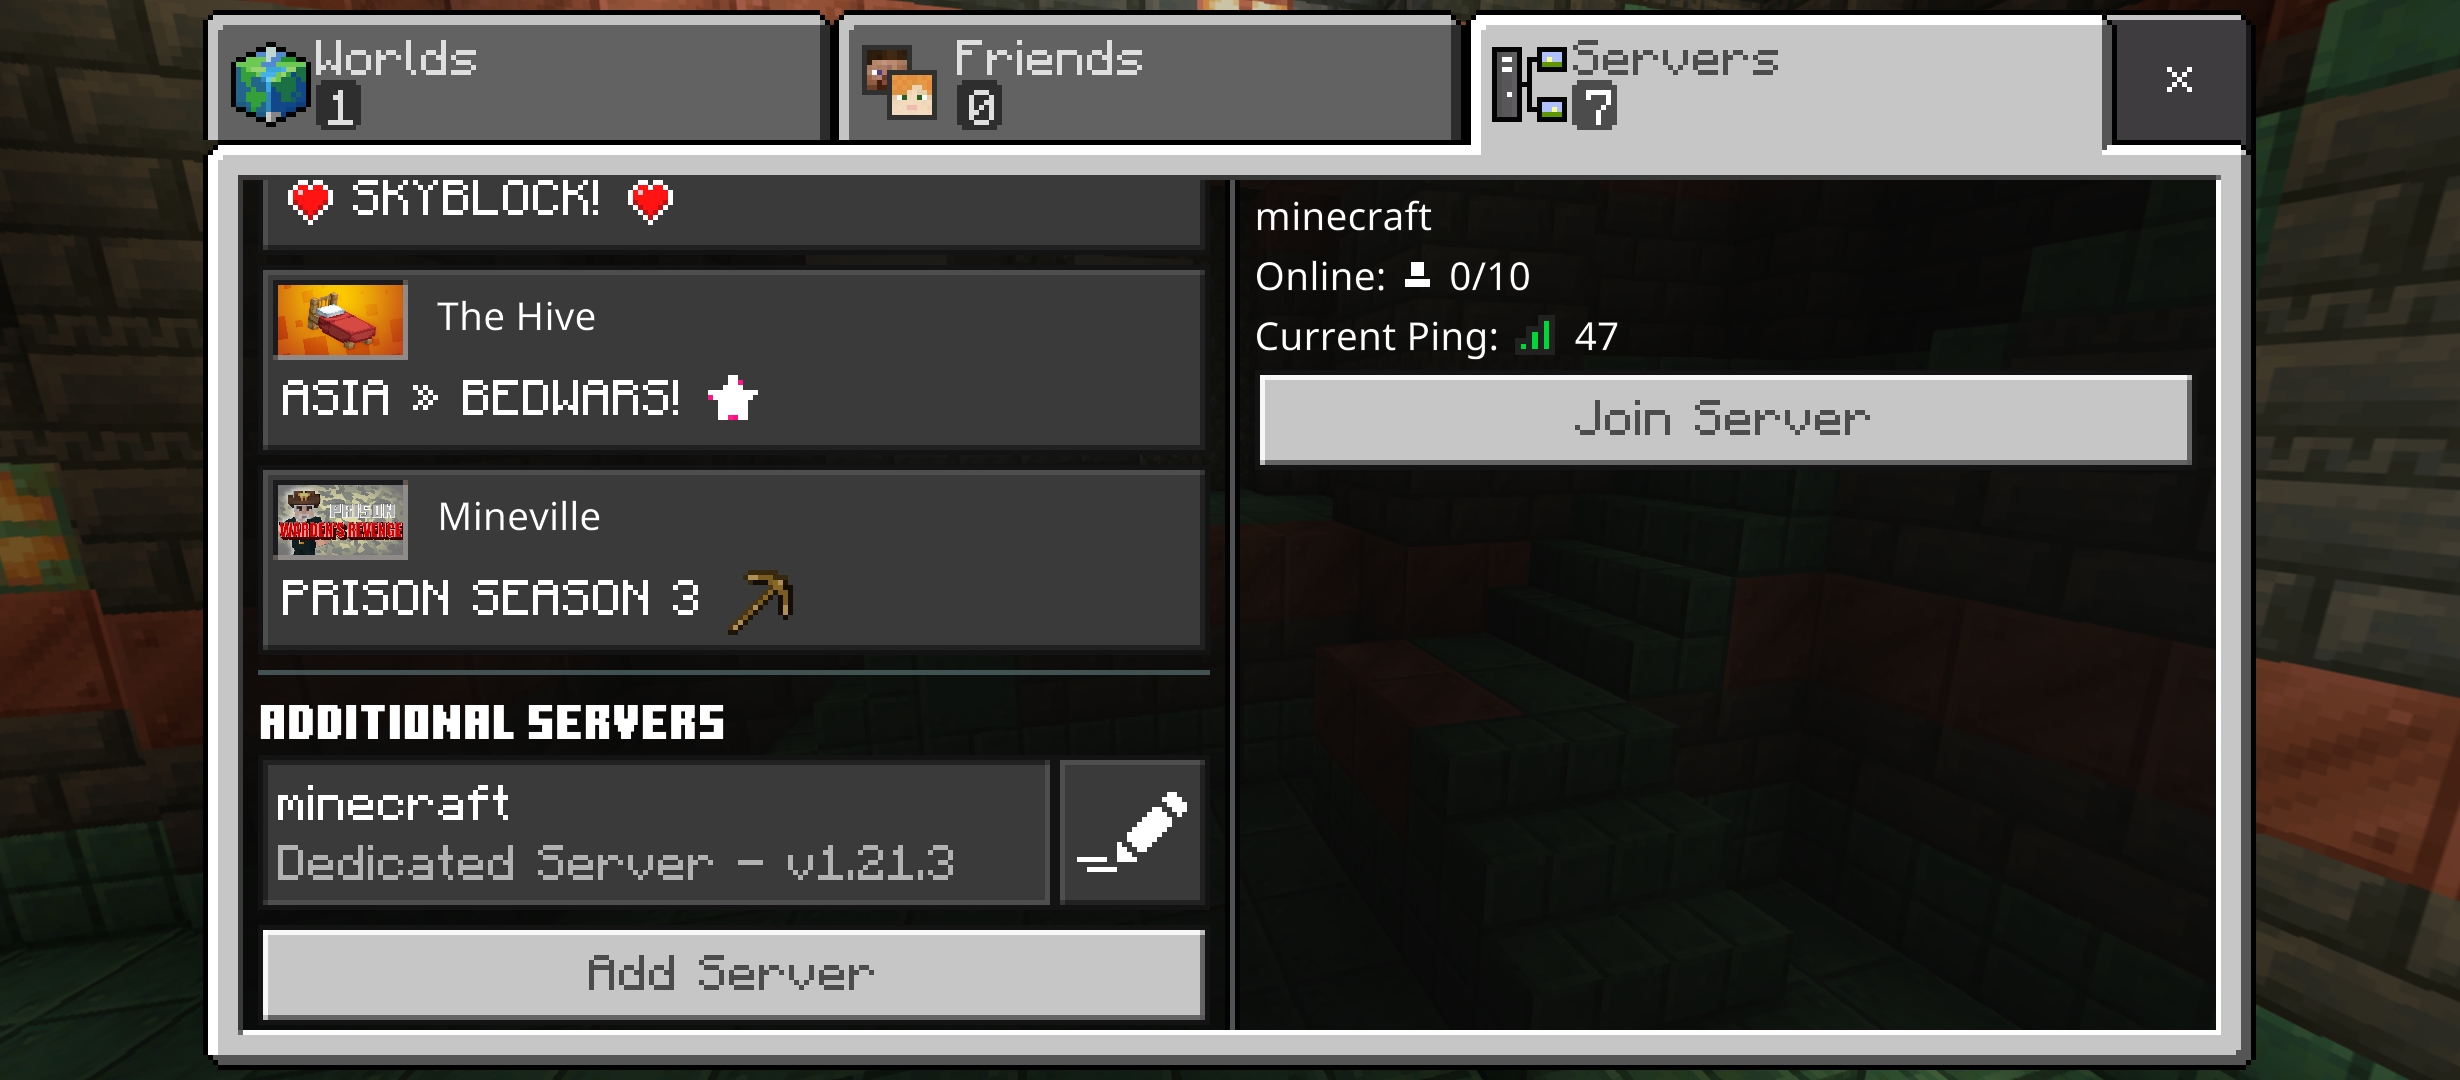 Worlds
1
Friends
0
Servers
7
x
SKYBLOCK!
The Hive
ASIA » BEDWARS!
PRISON
WARDEN'S REVENGE
Mineville
PRISON SEASON 3
ADDITIONAL SERVERS
minecraft
Dedicated Server - v1.21.3
Add Server
minecraft
Online: 0/10
Current Ping: 47
Join Server